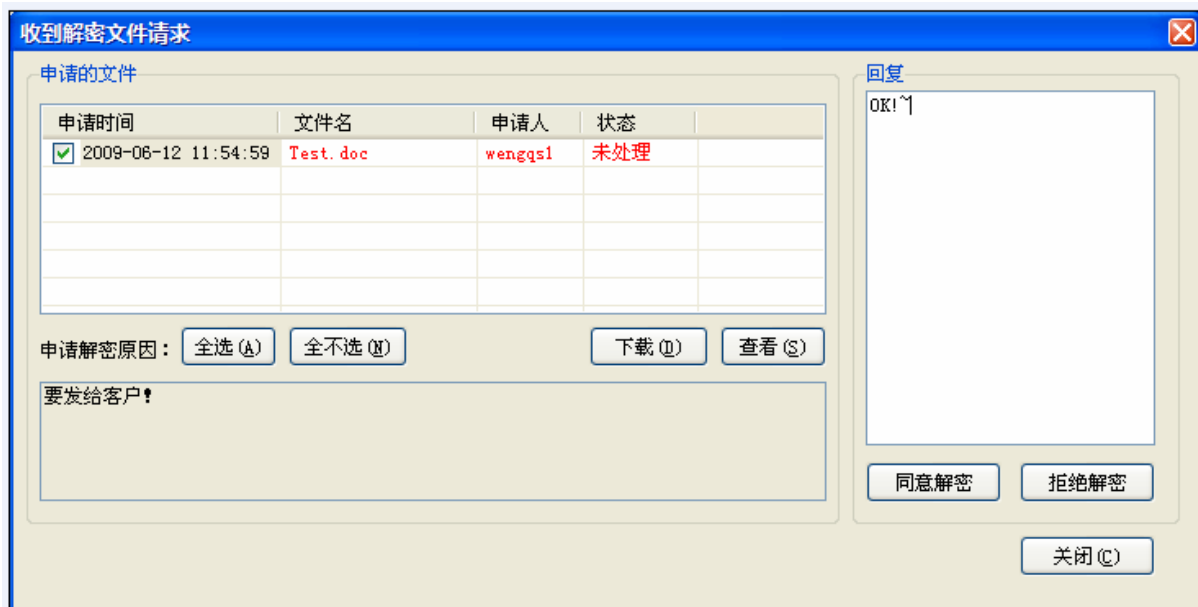 收到解密文件请求
申请的文件
申请时间 文件名 申请人 状态
2009-06-12 11:54:59 Test.doc wengqs1 未处理
申请解密原因： 全选(A) 全不选(N) 下载(D) 查看(S)
要发给客户！
回复
OK!~
同意解密 拒绝解密
关闭(C)